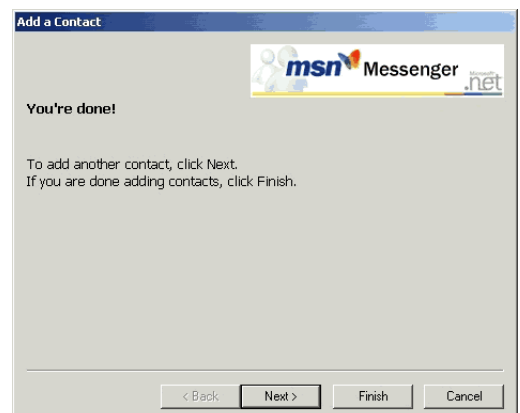 Add a Contact
msn Messenger
Microsoft
.net
You're done!
To add another contact, click Next.
If you are done adding contacts, click Finish.
< Back
Next >
Finish
Cancel